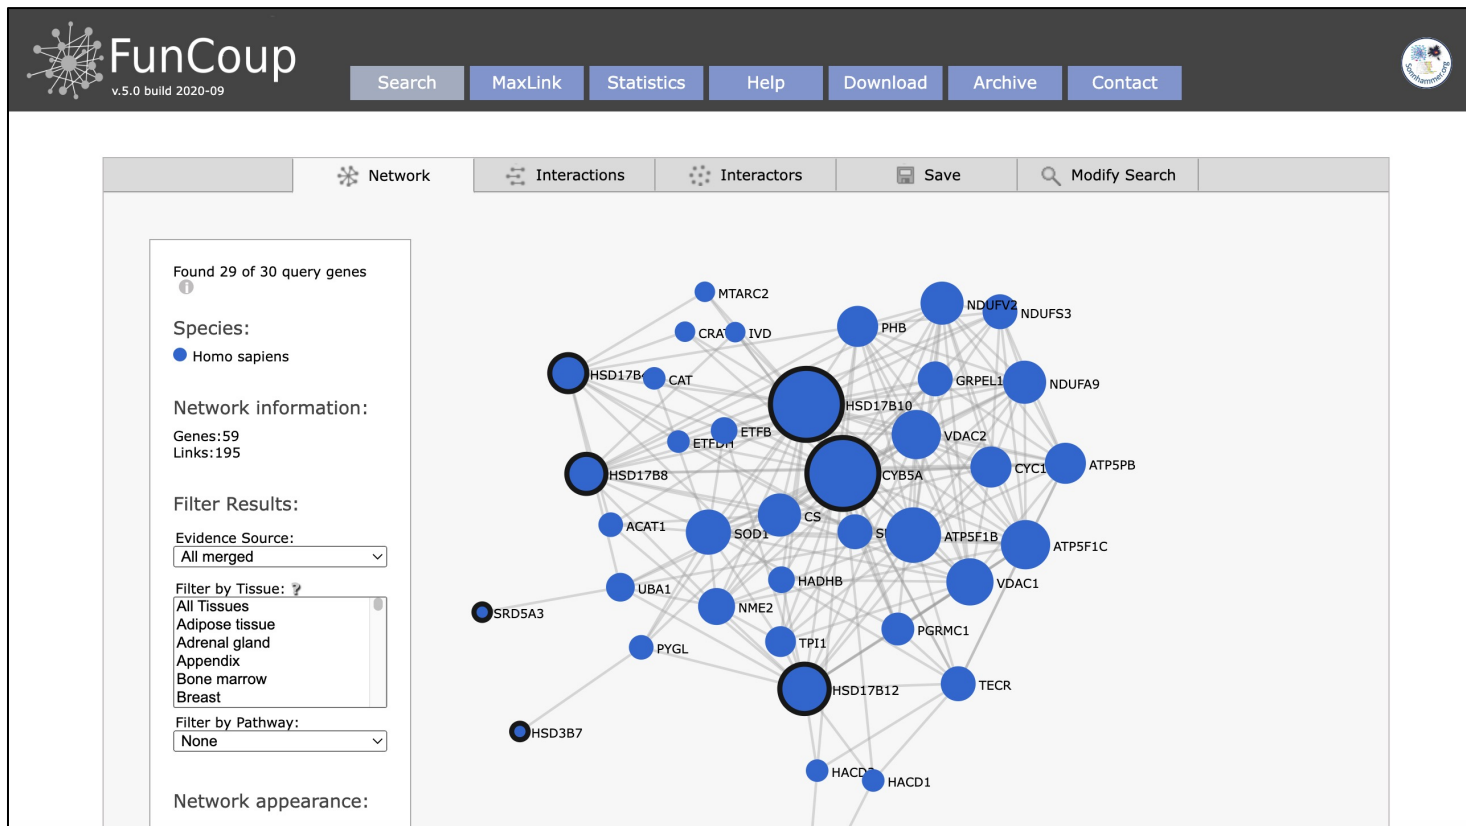 FunCoup
v.5.0 build 2020-09
Search
MaxLink
Statistics
Help
Download
Archive
Contact
Sonnhammer.org
Network
Interactions
Interactors
Save
Modify Search
Found 29 of 30 query genes
Species:
Homo sapiens
Network information:
Genes:59
Links:195
Filter Results:
Evidence Source:
All merged
Filter by Tissue: ?
All Tissues
Adipose tissue
Adrenal gland
Appendix
Bone marrow
Breast
Filter by Pathway:
None
Network appearance:
MTARC2
NDUFV2
NDUFS3
PHB
IVD
CAT
GRPEL1
NDUFA9
HSD17B10
ETFB
VDAC2
CYC1
ATP5PB
HSD17B8
CYB5A
CS
ACAT1
SOD1
ATP5F1B
ATP5F1C
HADHB
VDAC1
UBA1
NME2
SRD5A3
PGRMC1
TPI1
PYGL
HSD17B12
TECR
HSD3B7
HACD1